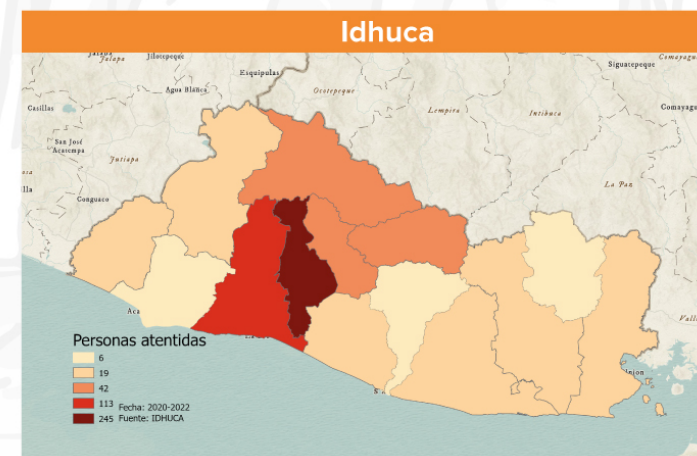 Idhuca
Jalapa
Jilotepeque
Esquipulas
Siguatepeque
Agua Blanca
Ocotepeque
Casillas
Lempira
Intibuca
San José
Acatempa
Jutiapa
La Paz
Conguaco
Personas atentidas
6
19
42
113
245
Fecha: 2020-2022
Fuente: IDHUCA